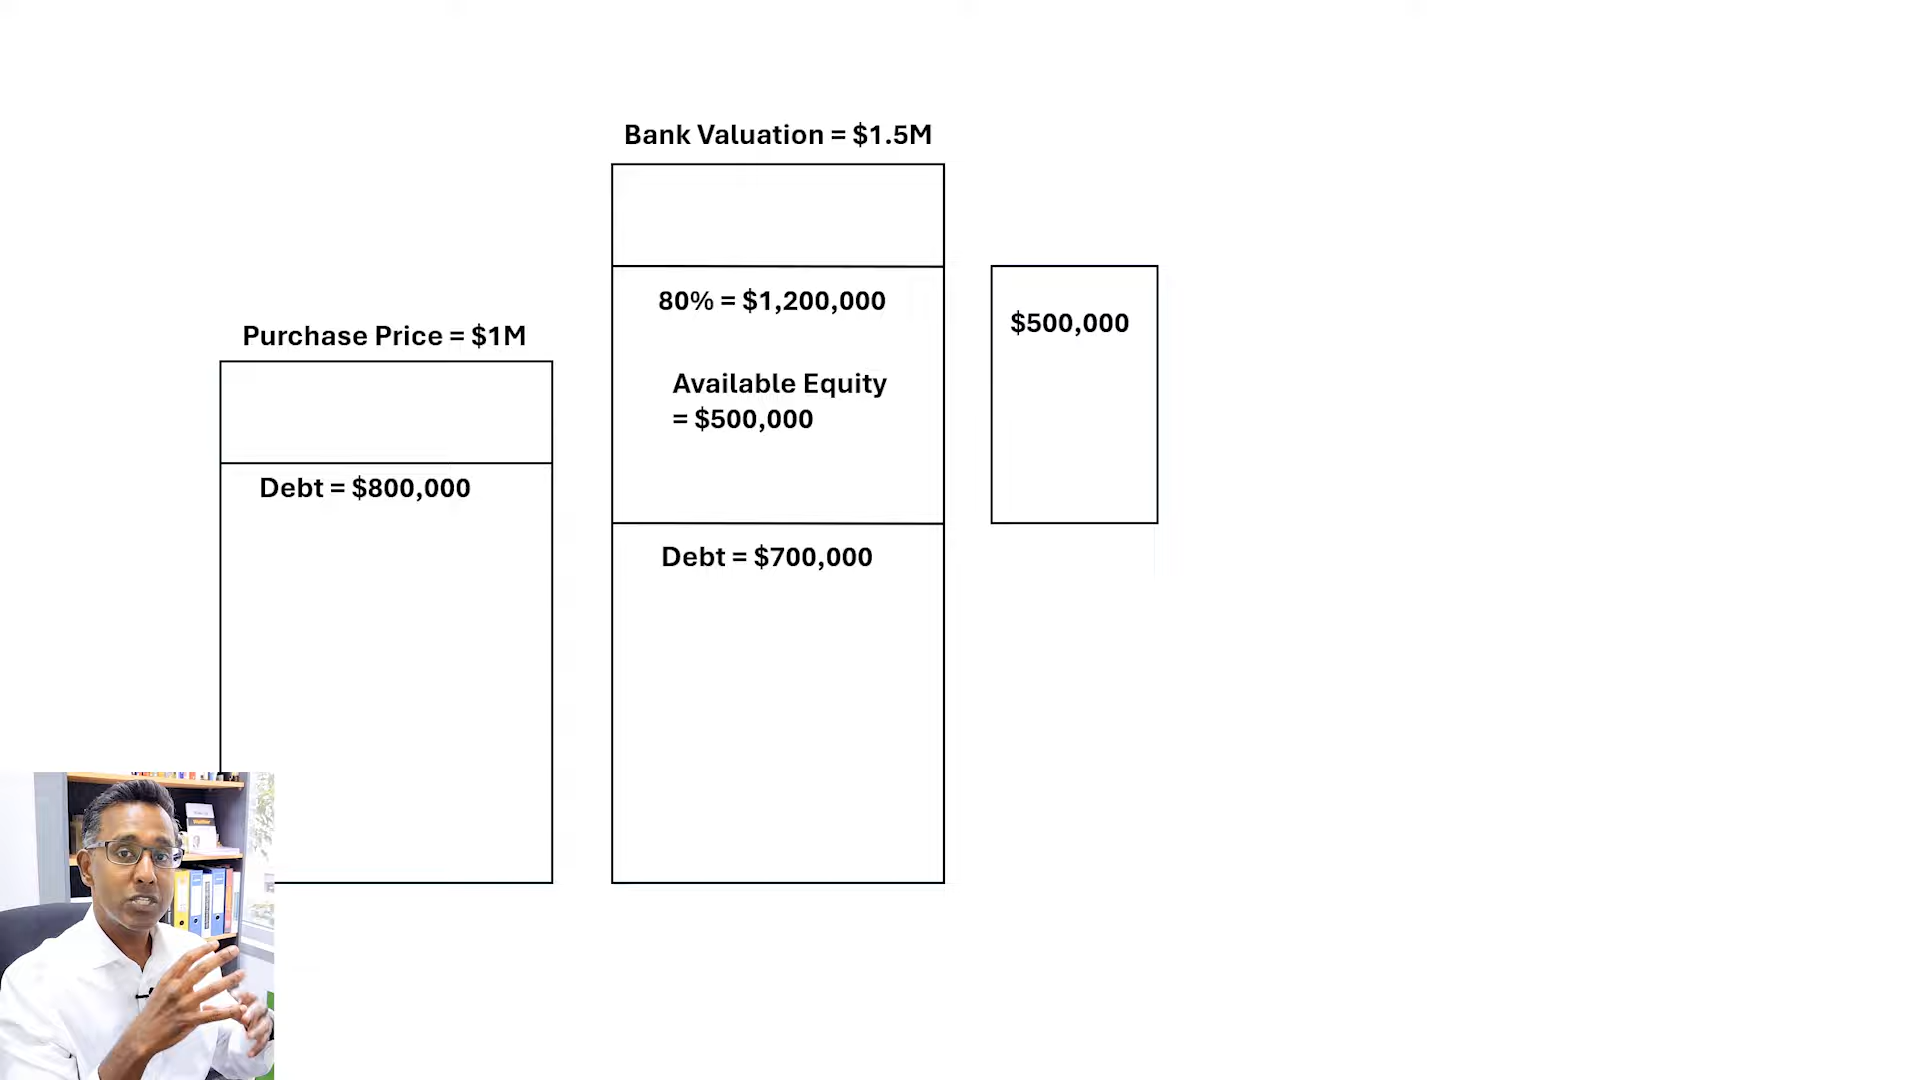 Bank Valuation = $1.5M
80% = $1,200,000
$500,000
Purchase Price = $1M
Available Equity
= $500,000
Debt = $800,000
Debt = $700,000